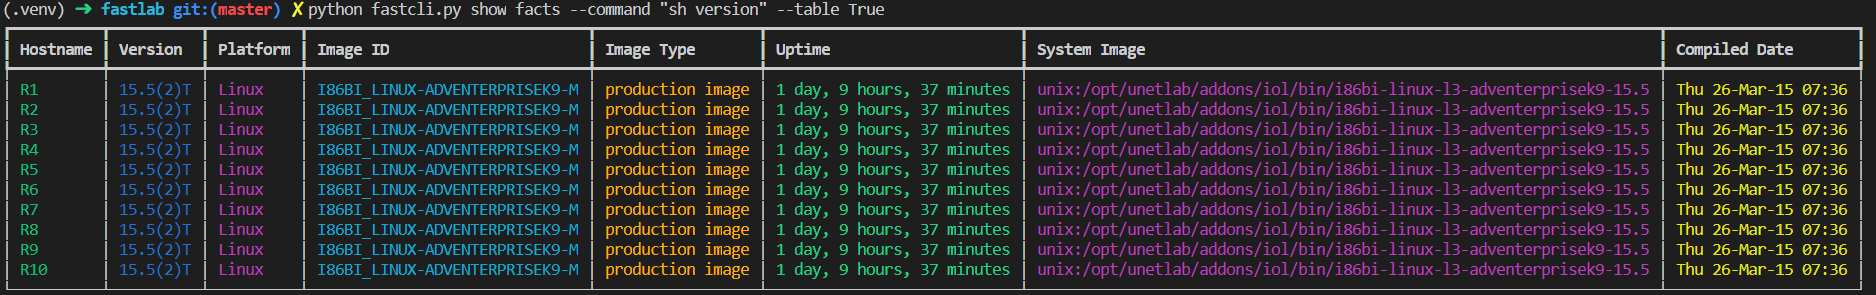 (.venv) ➜ fastlab git:(master) ✗ python fastcli.py show facts --command "sh version" --table True
Hostname Version Platform Image ID Image Type Uptime System Image Compiled Date
R1 15.5(2)T Linux I86BI_LINUX-ADVENTERPRISEK9-M production image 1 day, 9 hours, 37 minutes unix:/opt/unetlab/addons/iol/bin/i86bi-linux-l3-adventerprisek9-15.5 Thu 26-Mar-15 07:36
R2 15.5(2)T Linux I86BI_LINUX-ADVENTERPRISEK9-M production image 1 day, 9 hours, 37 minutes unix:/opt/unetlab/addons/iol/bin/i86bi-linux-l3-adventerprisek9-15.5 Thu 26-Mar-15 07:36
R3 15.5(2)T Linux I86BI_LINUX-ADVENTERPRISEK9-M production image 1 day, 9 hours, 37 minutes unix:/opt/unetlab/addons/iol/bin/i86bi-linux-l3-adventerprisek9-15.5 Thu 26-Mar-15 07:36
R4 15.5(2)T Linux I86BI_LINUX-ADVENTERPRISEK9-M production image 1 day, 9 hours, 37 minutes unix:/opt/unetlab/addons/iol/bin/i86bi-linux-l3-adventerprisek9-15.5 Thu 26-Mar-15 07:36
R5 15.5(2)T Linux I86BI_LINUX-ADVENTERPRISEK9-M production image 1 day, 9 hours, 37 minutes unix:/opt/unetlab/addons/iol/bin/i86bi-linux-l3-adventerprisek9-15.5 Thu 26-Mar-15 07:36
R6 15.5(2)T Linux I86BI_LINUX-ADVENTERPRISEK9-M production image 1 day, 9 hours, 37 minutes unix:/opt/unetlab/addons/iol/bin/i86bi-linux-l3-adventerprisek9-15.5 Thu 26-Mar-15 07:36
R7 15.5(2)T Linux I86BI_LINUX-ADVENTERPRISEK9-M production image 1 day, 9 hours, 37 minutes unix:/opt/unetlab/addons/iol/bin/i86bi-linux-l3-adventerprisek9-15.5 Thu 26-Mar-15 07:36
R8 15.5(2)T Linux I86BI_LINUX-ADVENTERPRISEK9-M production image 1 day, 9 hours, 37 minutes unix:/opt/unetlab/addons/iol/bin/i86bi-linux-l3-adventerprisek9-15.5 Thu 26-Mar-15 07:36
R9 15.5(2)T Linux I86BI_LINUX-ADVENTERPRISEK9-M production image 1 day, 9 hours, 37 minutes unix:/opt/unetlab/addons/iol/bin/i86bi-linux-l3-adventerprisek9-15.5 Thu 26-Mar-15 07:36
R10 15.5(2)T Linux I86BI_LINUX-ADVENTERPRISEK9-M production image 1 day, 9 hours, 37 minutes unix:/opt/unetlab/addons/iol/bin/i86bi-linux-l3-adventerprisek9-15.5 Thu 26-Mar-15 07:36